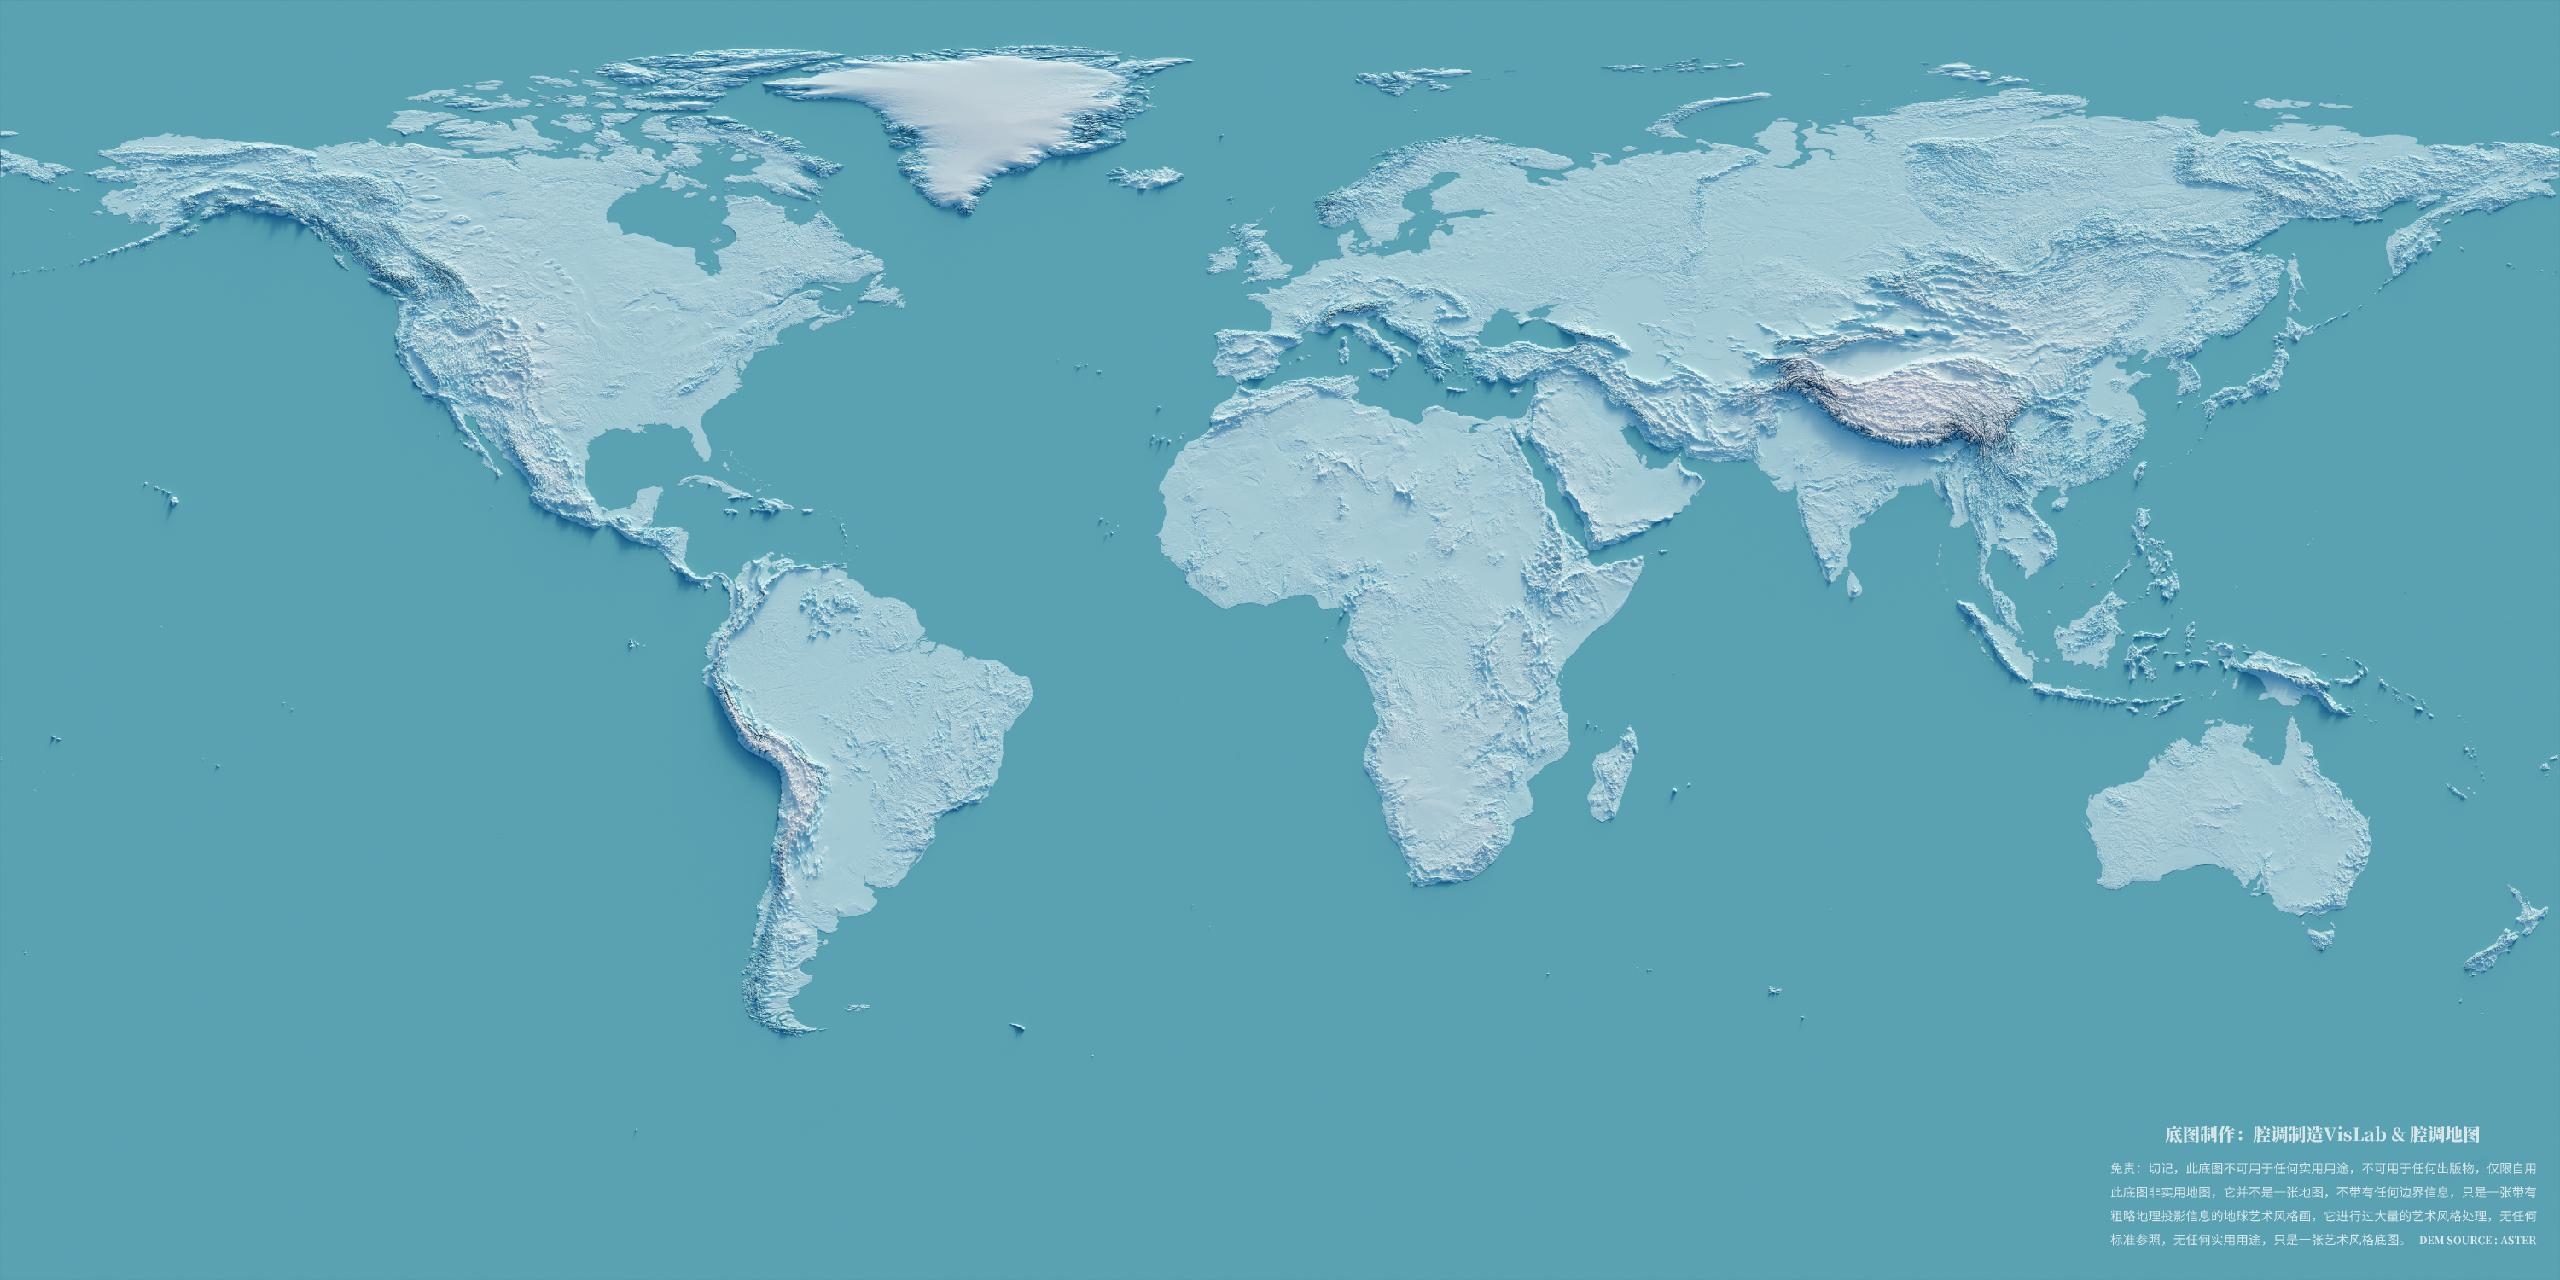 底图制作：腔调制造VisLab & 腔调地图
免责：切记，此底图不可用于任何实用用途，不可用于任何出版物，仅限自用
此底图非实用地图，它并不是一张地图，不带有任何边界信息，只是一张带有
粗略地理投影信息的地球艺术风格画，它进行过大量的艺术风格处理，无任何
标准参照，无任何实用用途，只是一张艺术风格底图。 DEM SOURCE : ASTER